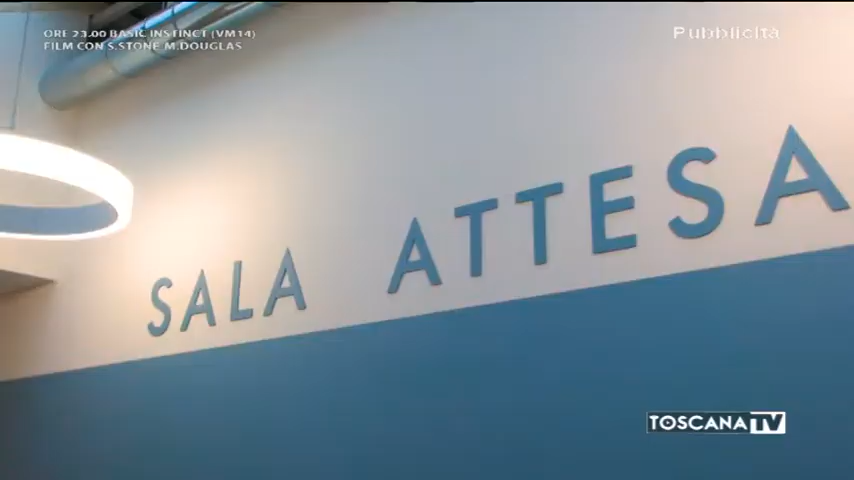 ORE 23.00 BASIC INSTINCT (VM14)
FILM CON S.STONE M.DOUGLAS
Pubblicità
SALA ATTESA
TOSCANA TV